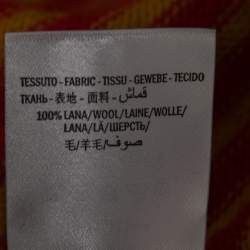 TESSUTO - FABRIC - TISSU - GEWEBE - TECIDO
ТКАНЬ - 表地 - 面料 - قماش
100% LANA/WOOL/LAINE/WOLLE/
LANA/LÃ/ШЕРСТЬ/
毛/羊毛/صوف